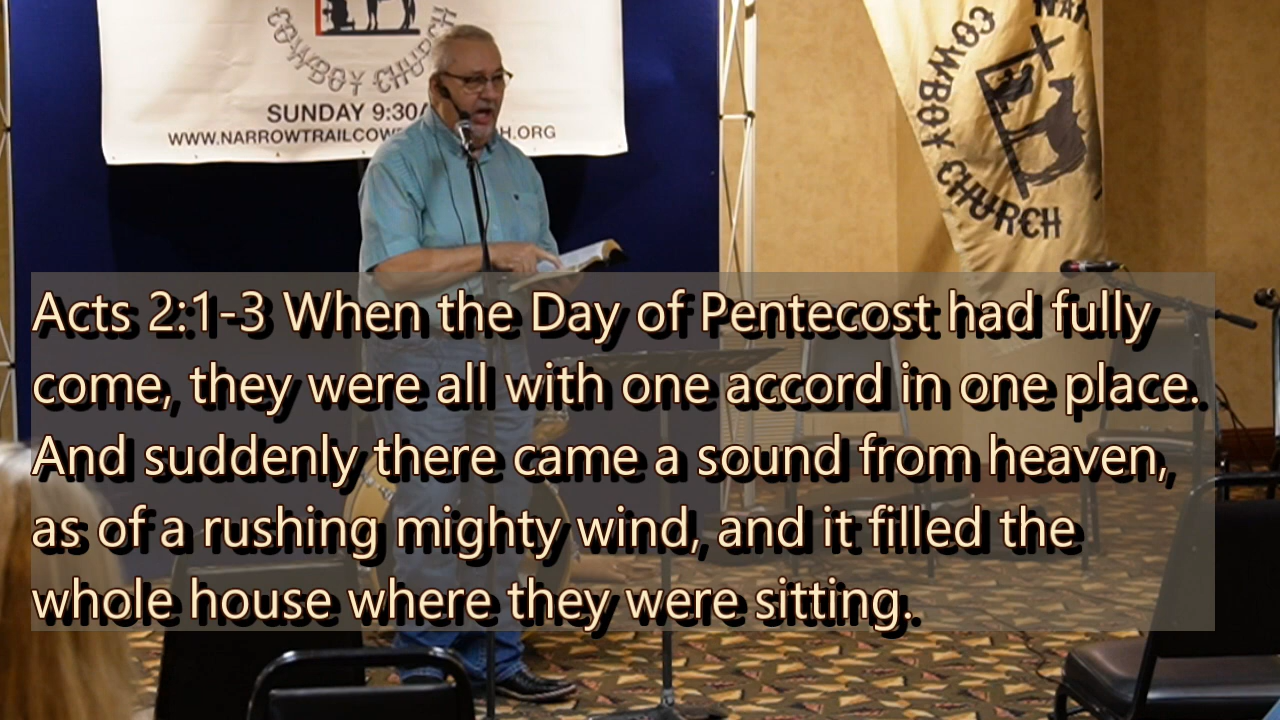 COWBOY CHURCH
SUNDAY 9:30A
WWW.NARROWTRAILCOW H.ORG
COWBOY CHURCH
Acts 2:1-3 When the Day of Pentecost had fully
come, they were all with one accord in one place.
And suddenly there came a sound from heaven,
as of a rushing mighty wind, and it filled the
whole house where they were sitting.